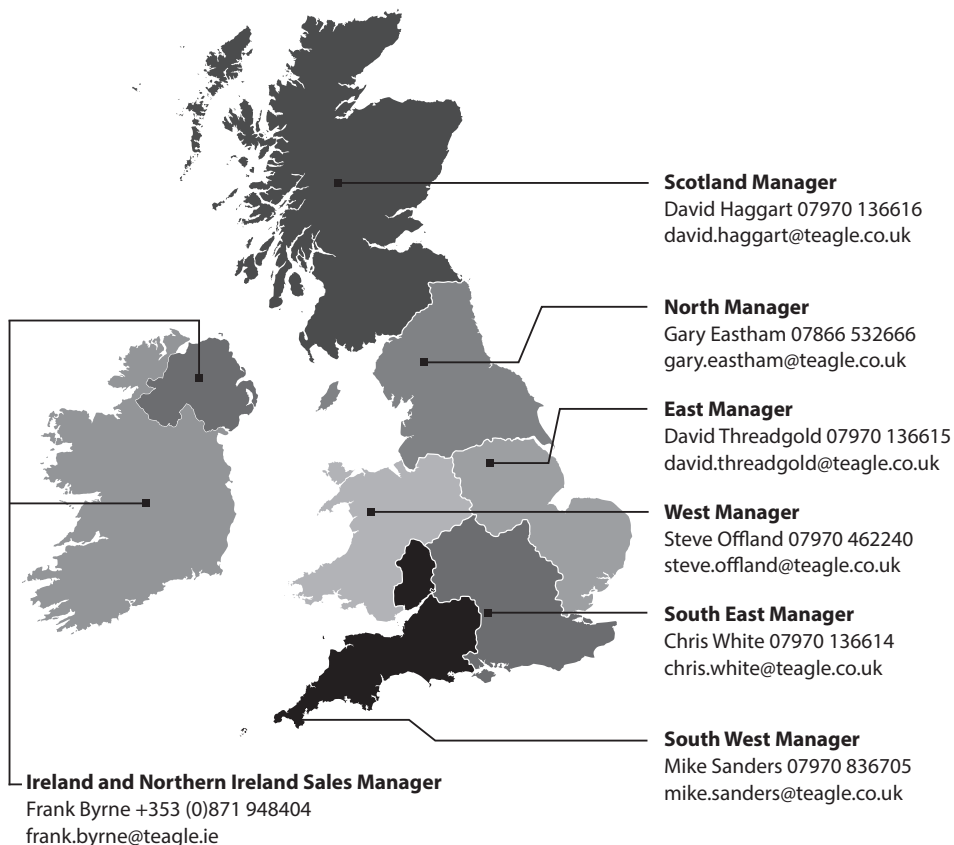 Scotland Manager
David Haggart 07970 136616
david.haggart@teagle.co.uk
North Manager
Gary Eastham 07866 532666
gary.eastham@teagle.co.uk
East Manager
David Threadgold 07970 136615
david.threadgold@teagle.co.uk
West Manager
Steve Offland 07970 462240
steve.offland@teagle.co.uk
South East Manager
Chris White 07970 136614
chris.white@teagle.co.uk
South West Manager
Mike Sanders 07970 836705
mike.sanders@teagle.co.uk
Ireland and Northern Ireland Sales Manager
Frank Byrne +353 (0)871 948404
frank.byrne@teagle.ie